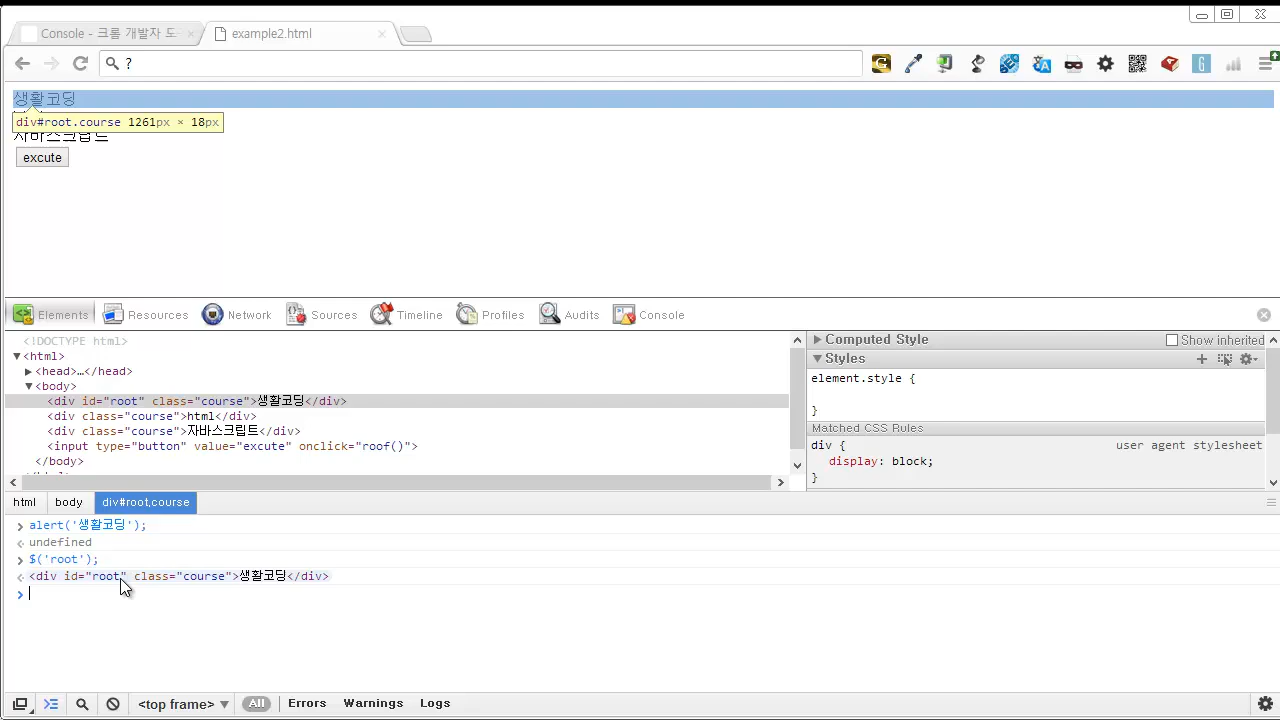 Console - 크롬 개발자 도
example2.html
?
생활코딩
div#root.course 1261px × 18px
자바스크립트
excute
Elements Resources Network Sources Timeline Profiles Audits Console
<!DOCTYPE html>
▼<html>
▶<head>…</head>
▼<body>
<div id="root" class="course">생활코딩</div>
<div class="course">html</div>
<div class="course">자바스크립트</div>
<input type="button" value="excute" onclick="roof()">
</body>
▶Computed Style Show inherited
▼Styles
element.style {
}
Matched CSS Rules
div { user agent stylesheet
display: block;
}
html body div#root.course
> alert('생활코딩');
undefined
> $('root');
<div id="root" class="course">생활코딩</div>
>
<top frame> ▼ All Errors Warnings Logs